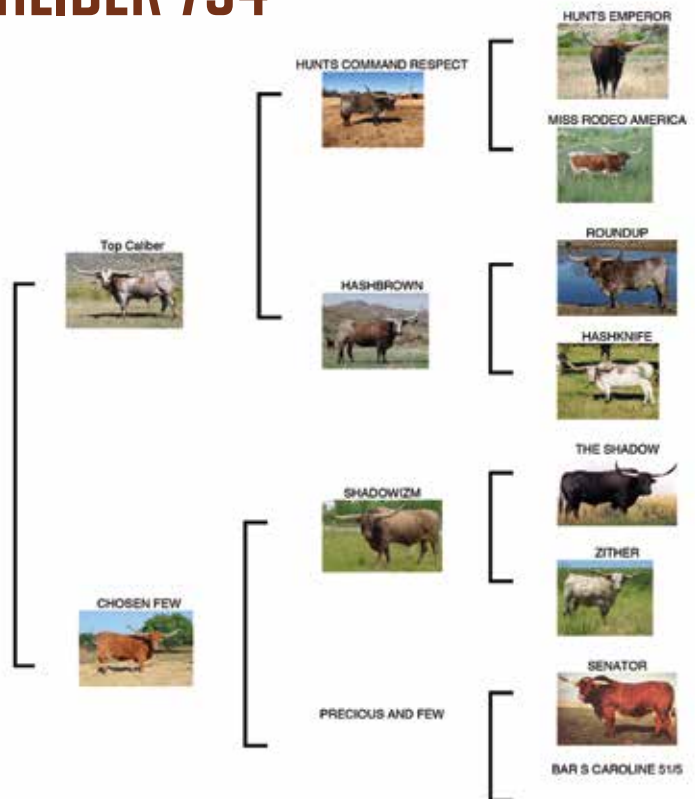 HUNTS EMPEROR
HUNTS COMMAND RESPECT
MISS RODEO AMERICA
Top Caliber
ROUNDUP
HASHBROWN
HASHKNIFE
THE SHADOW
SHADOWIZM
ZITHER
CHOSEN FEW
SENATOR
PRECIOUS AND FEW
BAR S CAROLINE 51/5